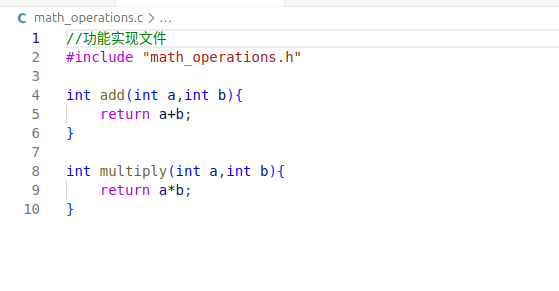 C math_operations.c > ...
1 //功能实现文件
2 #include "math_operations.h"
3
4 int add(int a,int b){
5 return a+b;
6 }
7
8 int multiply(int a,int b){
9 return a*b;
10 }